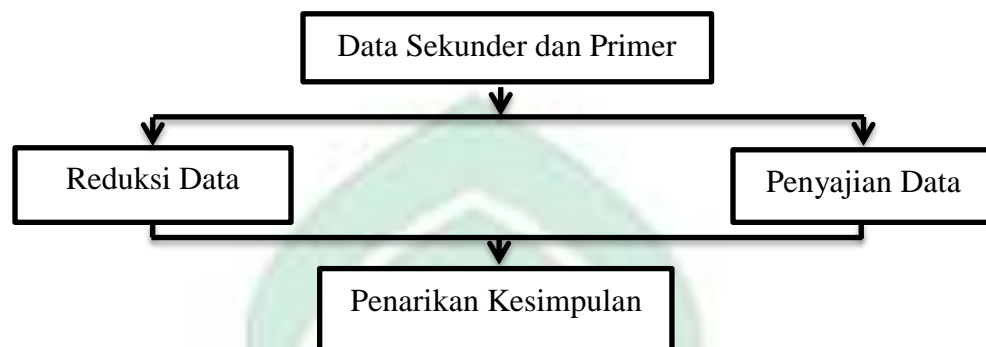 Data Sekunder dan Primer
Reduksi Data
Penyajian Data
Penarikan Kesimpulan